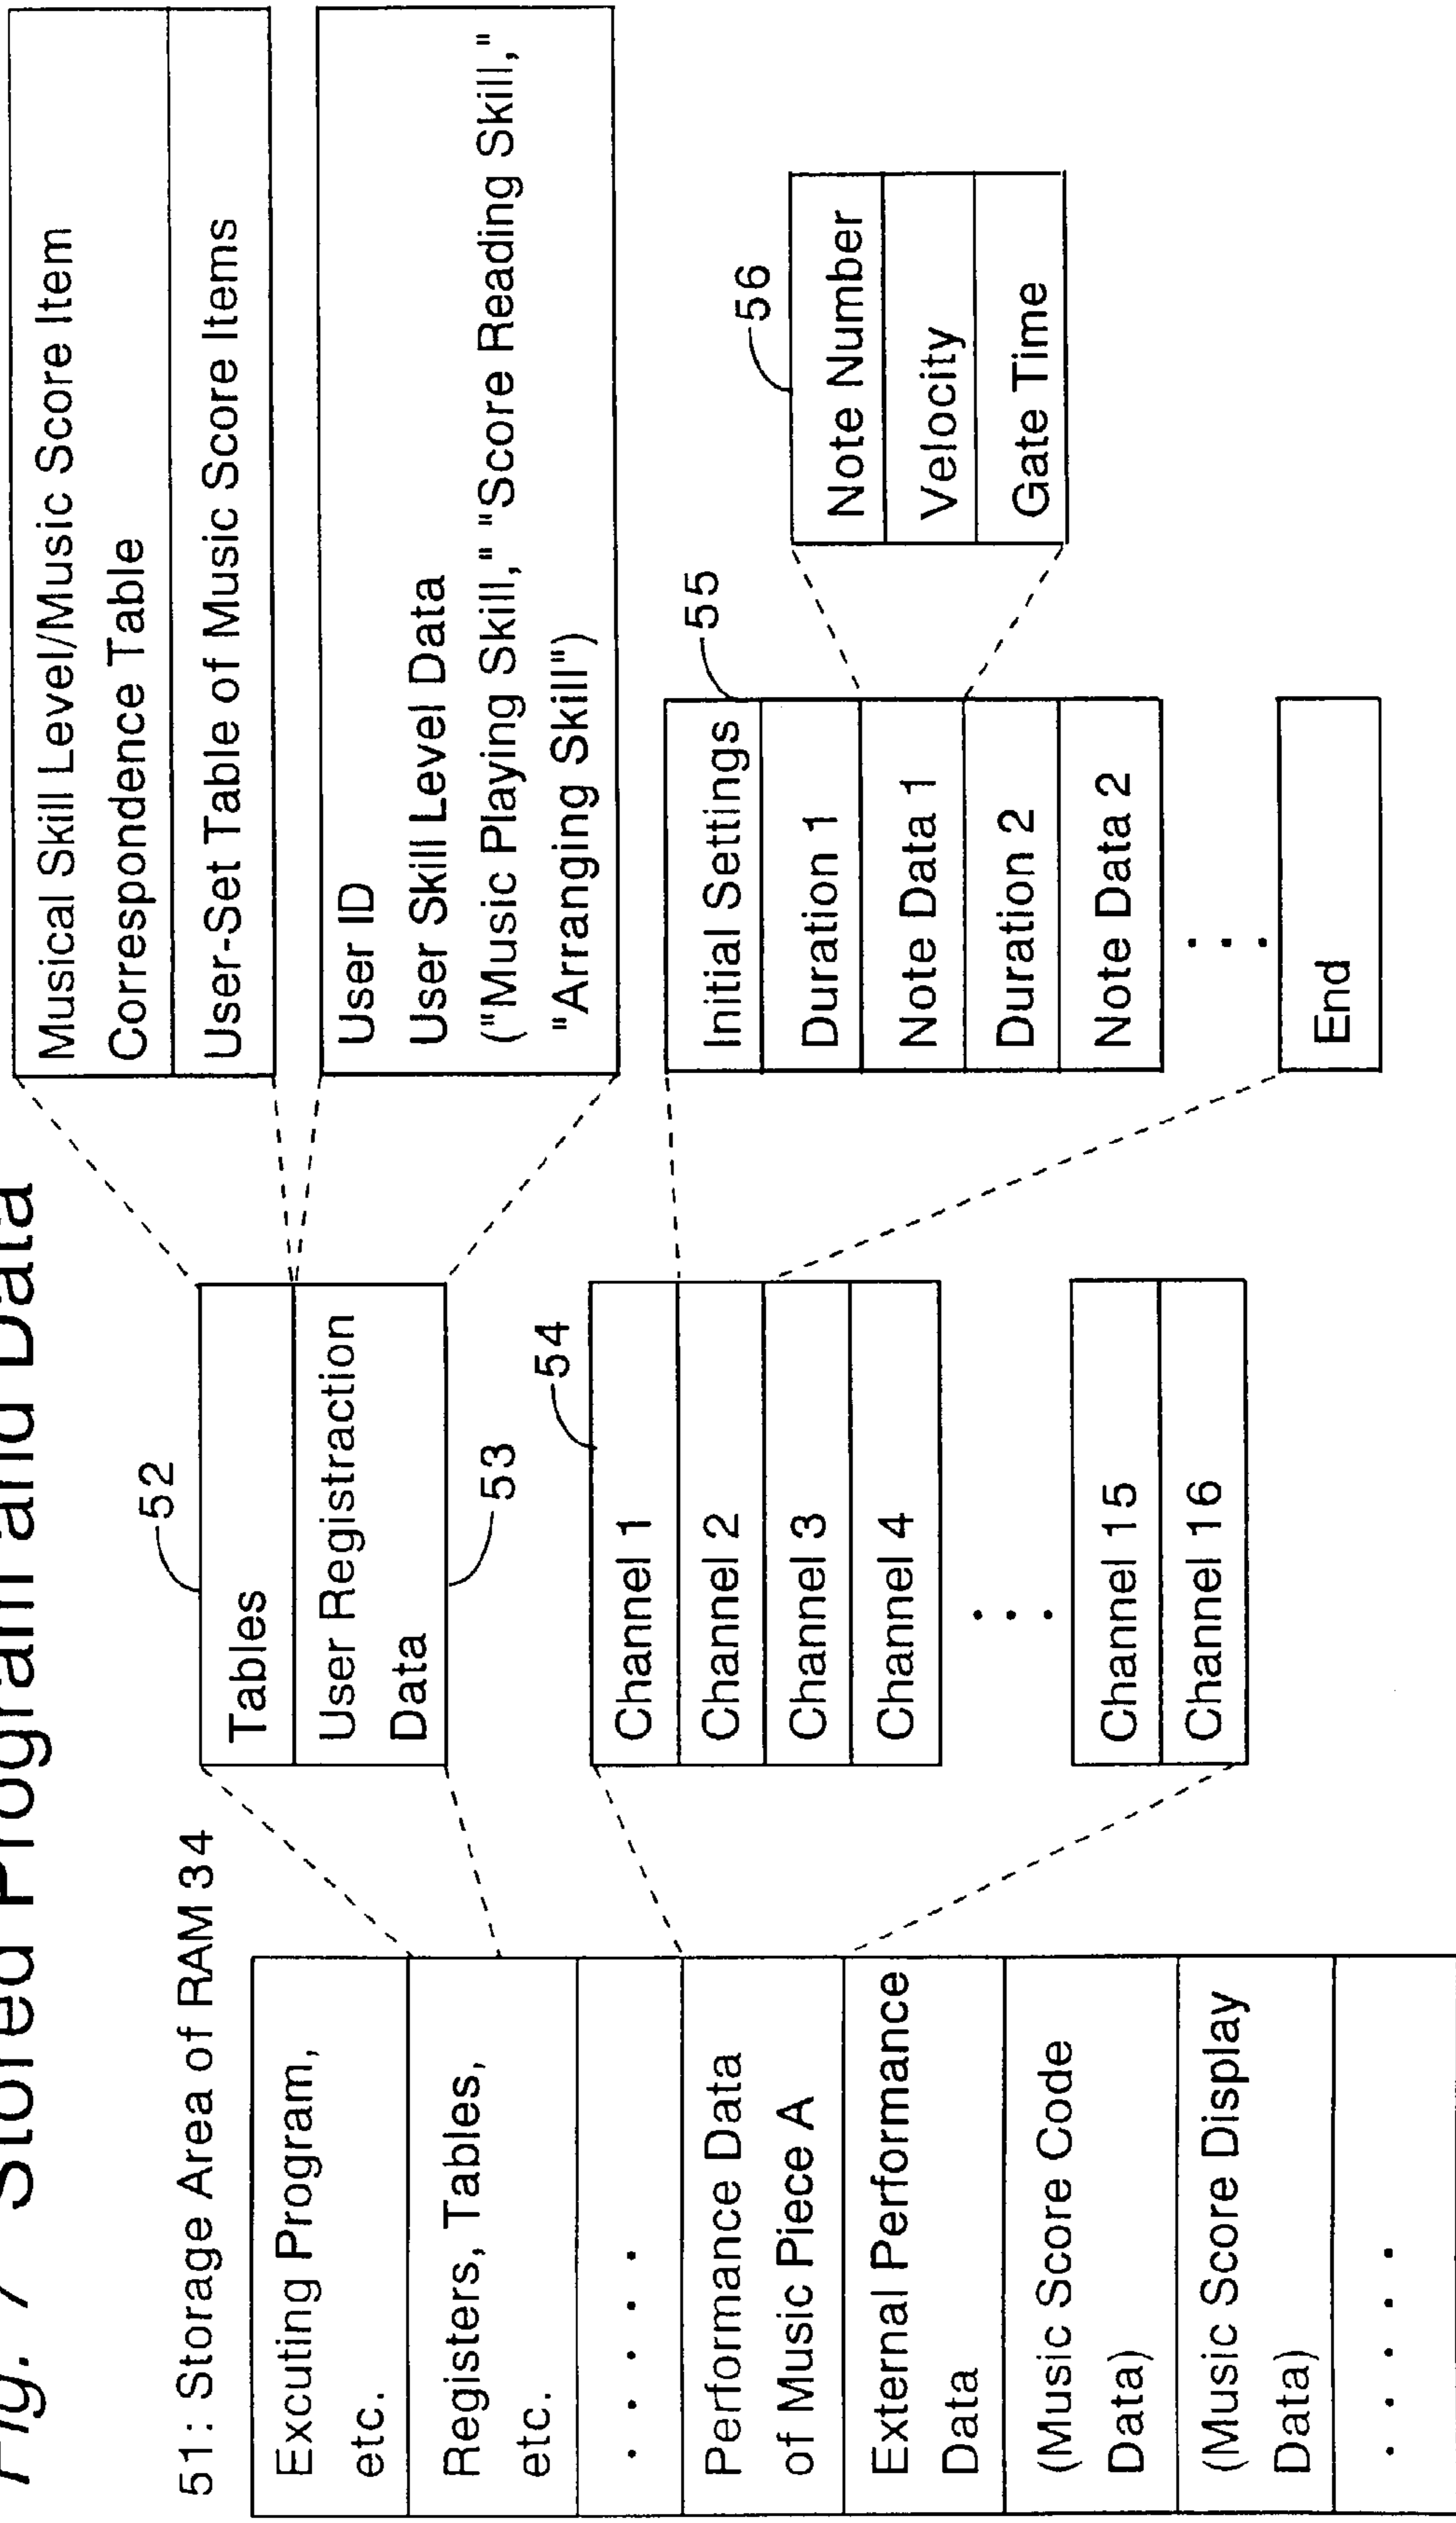 Fig. 7 Stored Program and Data
51: Storage Area of RAM 34
Excuting Program,
etc.
Registers, Tables,
etc.
. . . . .
Performance Data
of Music Piece A
External Performance
Data
(Music Score Code
Data)
(Music Score Display
Data)
. . . . .
52
Tables
User Registraction
Data
53
54
Channel 1
Channel 2
Channel 3
Channel 4
. . .
Channel 15
Channel 16
Musical Skill Level/Music Score Item
Correspondence Table
User-Set Table of Music Score Items
User ID
User Skill Level Data
("Music Playing Skill," "Score Reading Skill,"
"Arranging Skill")
55
Initial Settings
Duration 1
Note Data 1
Duration 2
Note Data 2
. . .
End
56
Note Number
Velocity
Gate Time